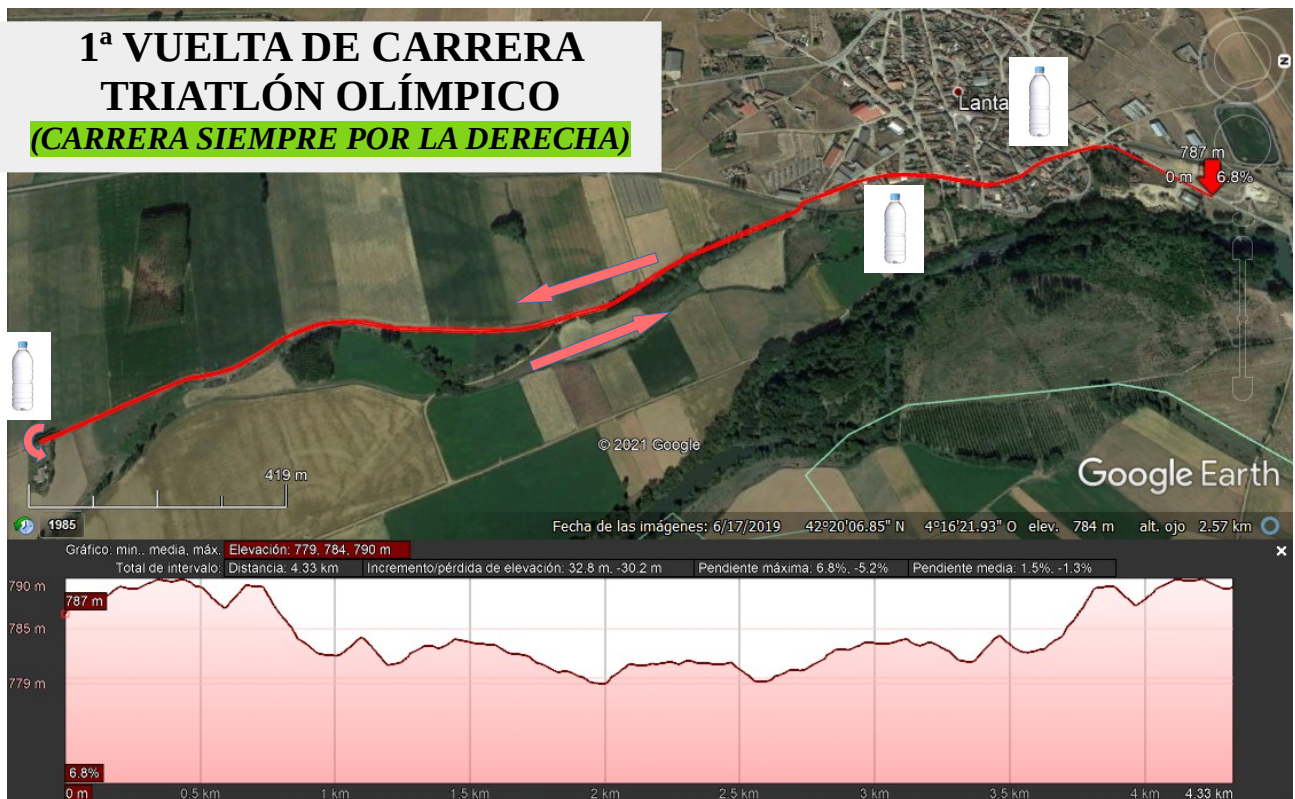 1ª VUELTA DE CARRERA
TRIATLÓN OLÍMPICO
(CARRERA SIEMPRE POR LA DERECHA)
N
Lanta
787 m
0 m 6.8%
© 2021 Google
Google Earth
419 m
1985
Fecha de las imágenes: 6/17/2019 42º20'06.85" N 4º16'21.93" O elev. 784 m alt. ojo 2.57 km
Gráfico: min., media, máx. Elevación: 779, 784, 790 m
Total de intervalo: Distancia: 4.33 km Incremento/pérdida de elevación: 32.8 m, -30.2 m Pendiente máxima: 6.8%, -5.2% Pendiente media: 1.5%, -1.3%
790 m
787 m
785 m
779 m
6.8%
0 m 0.5 km 1 km 1.5 km 2 km 2.5 km 3 km 3.5 km 4 km 4.33 km